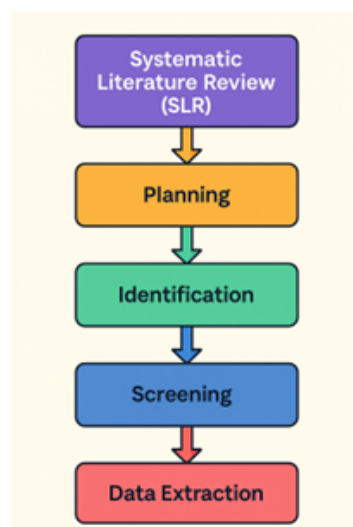 Systematic
Literature Review
(SLR)
Planning
Identification
Screening
Data Extraction